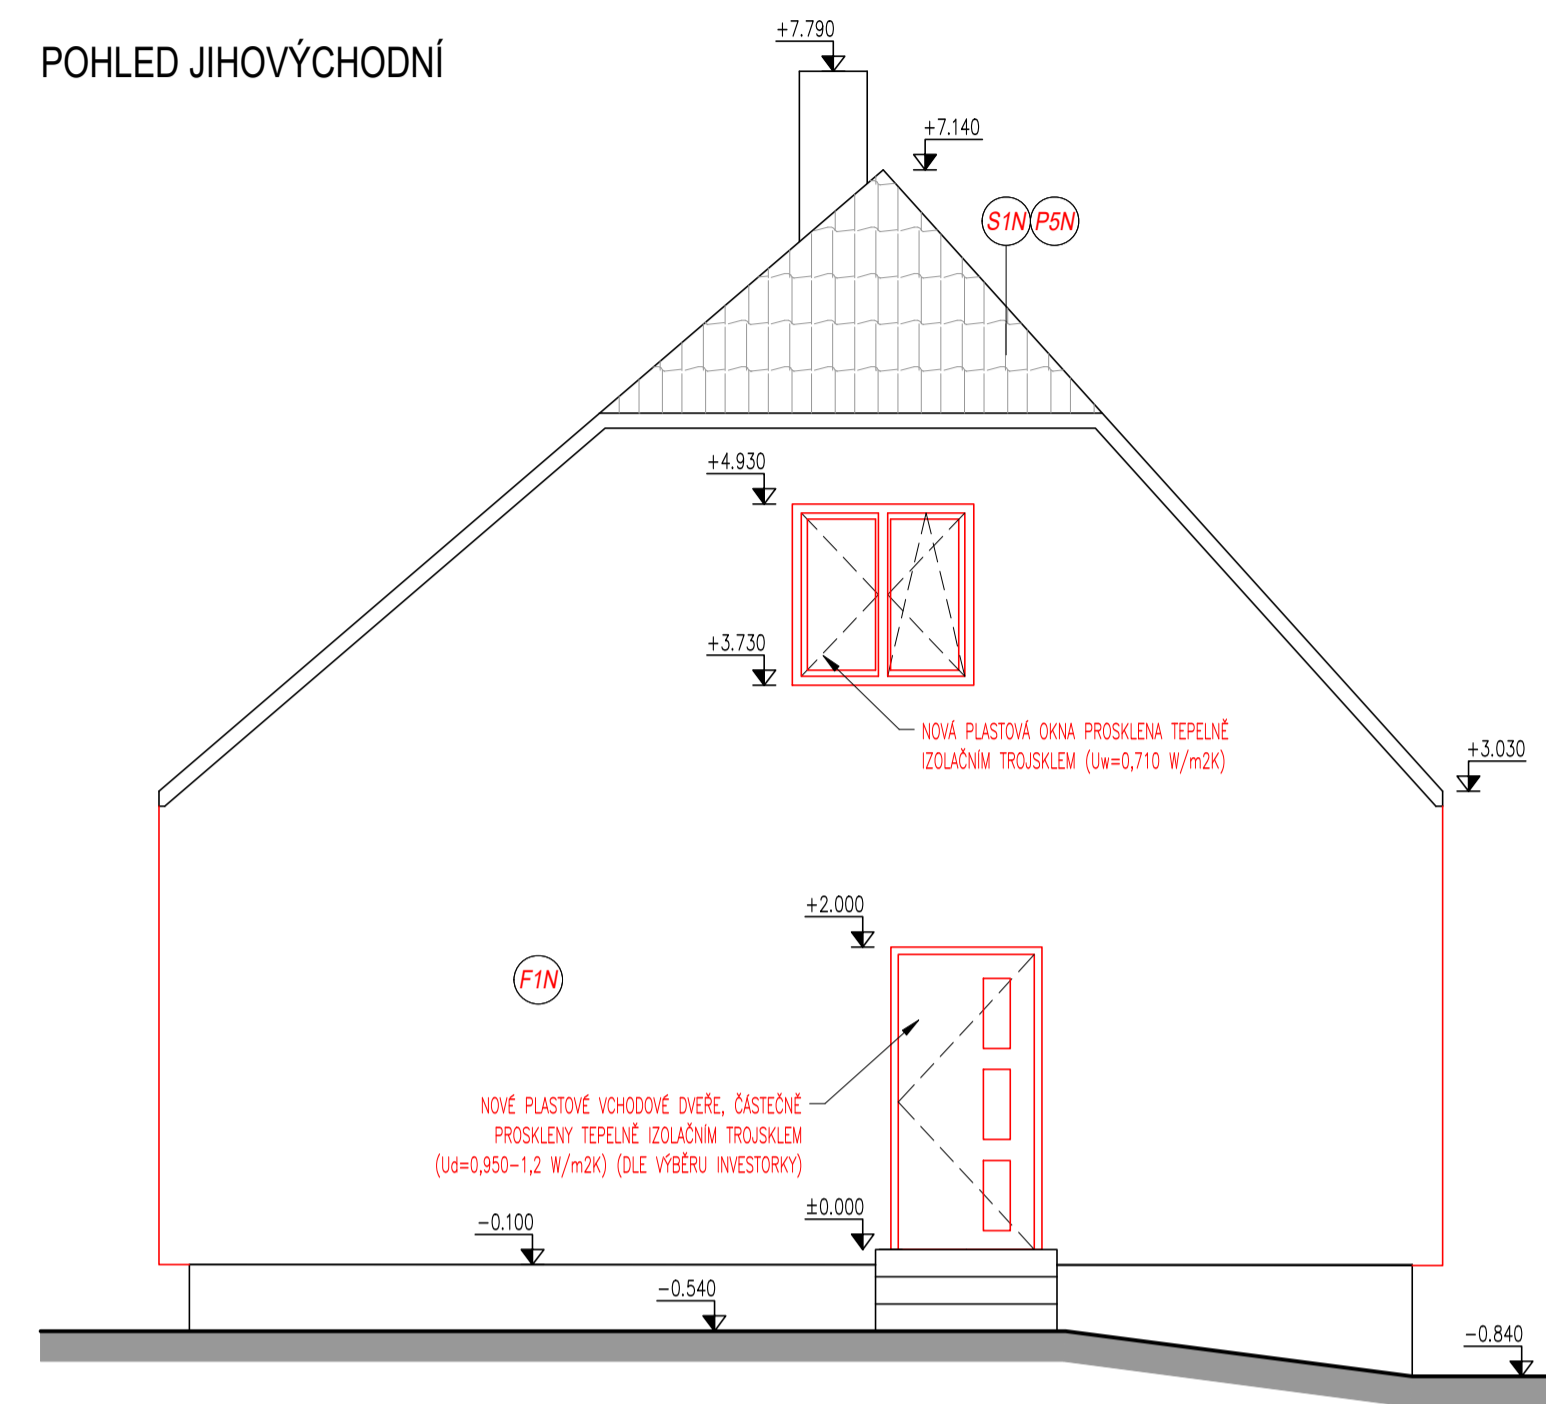 POHLED JIHOVÝCHODNÍ
+7.790
+7.140
S1N P5N
+4.930
+3.730
NOVÁ PLASTOVÁ OKNA PROSKLENA TEPELNĚ
IZOLAČNÍM TROJSKLEM (Uw=0,710 W/m2K)
+3.030
+2.000
F1N
NOVÉ PLASTOVÉ VCHODOVÉ DVEŘE, ČÁSTEČNĚ
PROSKLENY TEPELNĚ IZOLAČNÍM TROJSKLEM
(Ud=0,950-1,2 W/m2K) (DLE VÝBĚRU INVESTORKY)
±0.000
-0.100
-0.540
-0.840